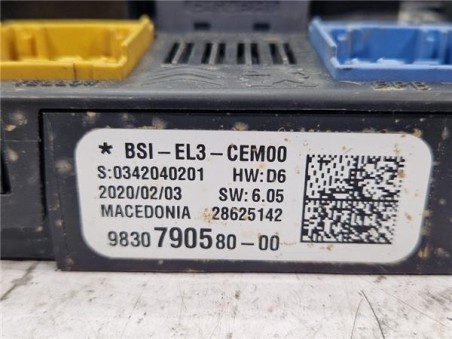 * BSI-EL3-CEM00
S:0342040201 HW:D6
2020/02/03 SW:6.05
MACEDONIA 28625142
9830790580-00